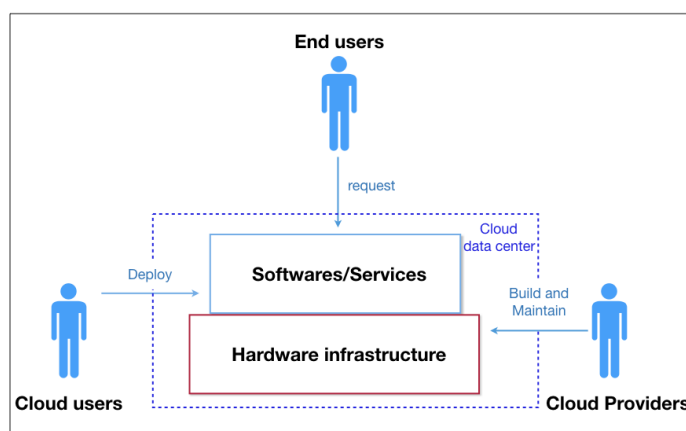 End users
request
Cloud
data center
Softwares/Services
Deploy
Build and
Maintain
Hardware infrastructure
Cloud users
Cloud Providers